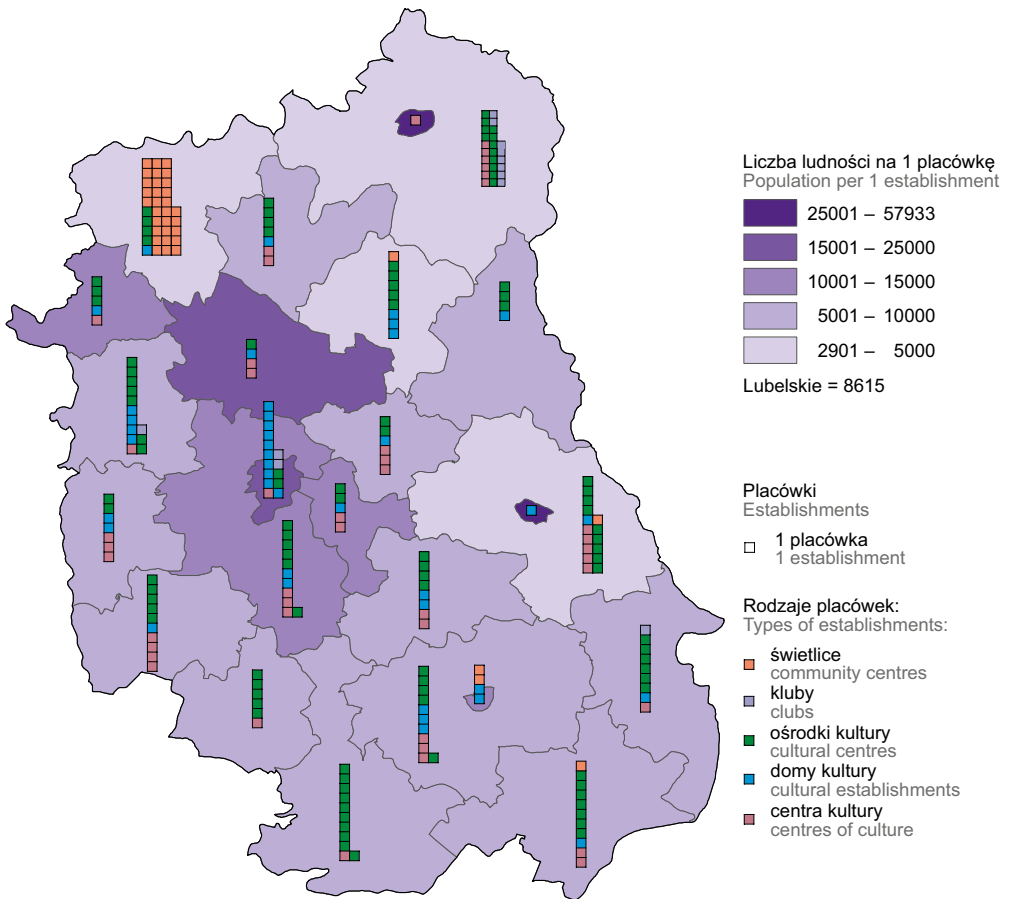 Liczba ludności na 1 placówkę
Population per 1 establishment
25001 – 57933
15001 – 25000
10001 – 15000
5001 – 10000
2901 – 5000
Lubelskie = 8615
Placówki
Establishments
1 placówka
1 establishment
Rodzaje placówek:
Types of establishments:
świetlice
community centres
kluby
clubs
ośrodki kultury
cultural centres
domy kultury
cultural establishments
centra kultury
centres of culture